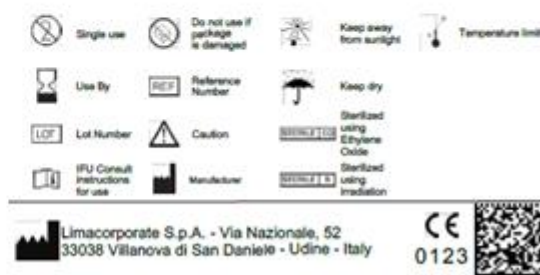 Single use
Do not use if
package
is damaged
Keep away
from sunlight
Temperature limit
Use By
REF
Reference
Number
Keep dry
LOT
Lot Number
Caution
STERILE EO
Sterilized
using
Ethylene
Oxide
IFU Consult
instructions
for use
Manufacturer
STERILE R
Sterilized
using
Irradiation
Limacorporate S.p.A. - Via Nazionale, 52
33038 Villanova di San Daniele - Udine - Italy
CE
0123